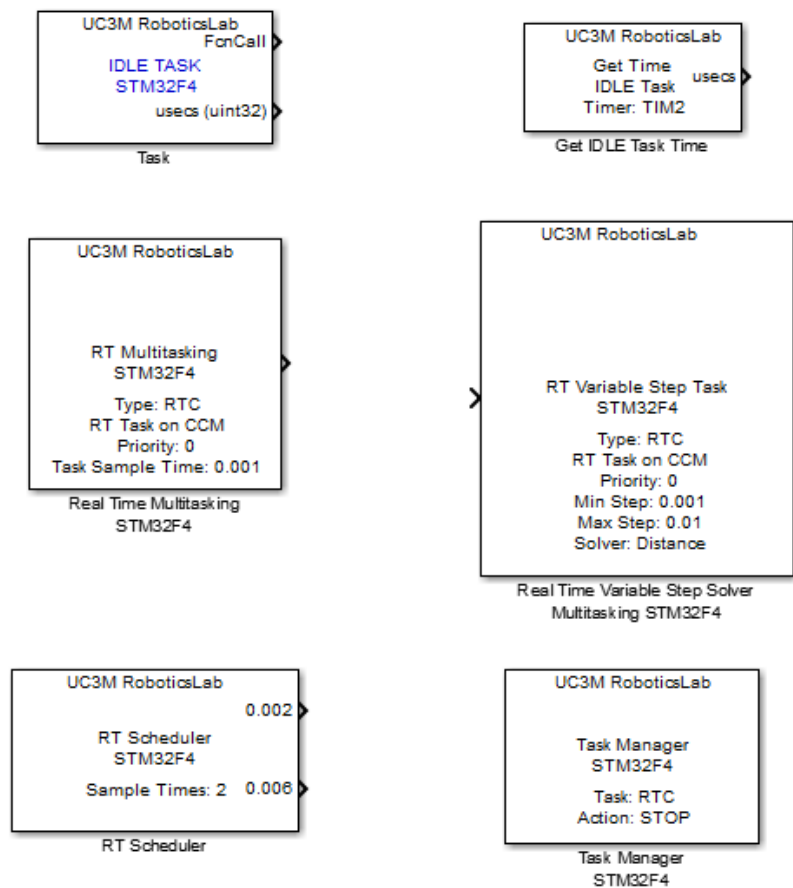 UC3M RoboticsLab
FcnCall
IDLE TASK
STM32F4
usecs (uint32)
Task
UC3M RoboticsLab
Get Time
IDLE Task
usecs
Timer: TIM2
Get IDLE Task Time
UC3M RoboticsLab
RT Multitasking
STM32F4
Type: RTC
RT Task on CCM
Priority: 0
Task Sample Time: 0.001
Real Time Multitasking
STM32F4
UC3M RoboticsLab
RT Variable Step Task
STM32F4
Type: RTC
RT Task on CCM
Priority: 0
Min Step: 0.001
Max Step: 0.01
Solver: Distance
Real Time Variable Step Solver
Multitasking STM32F4
UC3M RoboticsLab
0.002
RT Scheduler
STM32F4
Sample Times: 2
0.006
RT Scheduler
UC3M RoboticsLab
Task Manager
STM32F4
Task: RTC
Action: STOP
Task Manager
STM32F4